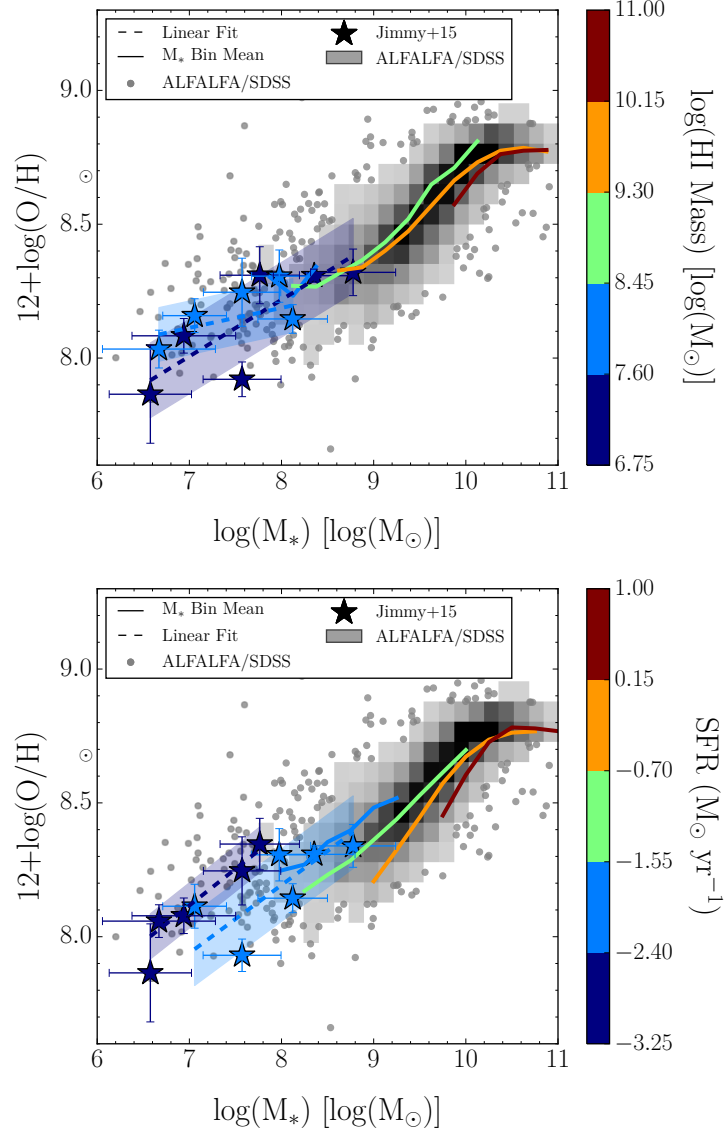 Linear Fit
M* Bin Mean
ALFALFA/SDSS
Jimmy+15
ALFALFA/SDSS
9.0
8.5
8.0
12+log(O/H)
⊙
6 7 8 9 10 11
log(M*) [log(M⊙)]
11.00
10.15
9.30
8.45
7.60
6.75
log(HI Mass) [log(M⊙)]
M* Bin Mean
Linear Fit
ALFALFA/SDSS
Jimmy+15
ALFALFA/SDSS
9.0
8.5
8.0
12+log(O/H)
⊙
6 7 8 9 10 11
log(M*) [log(M⊙)]
1.00
0.15
−0.70
−1.55
−2.40
−3.25
SFR (M⊙ yr⁻¹)